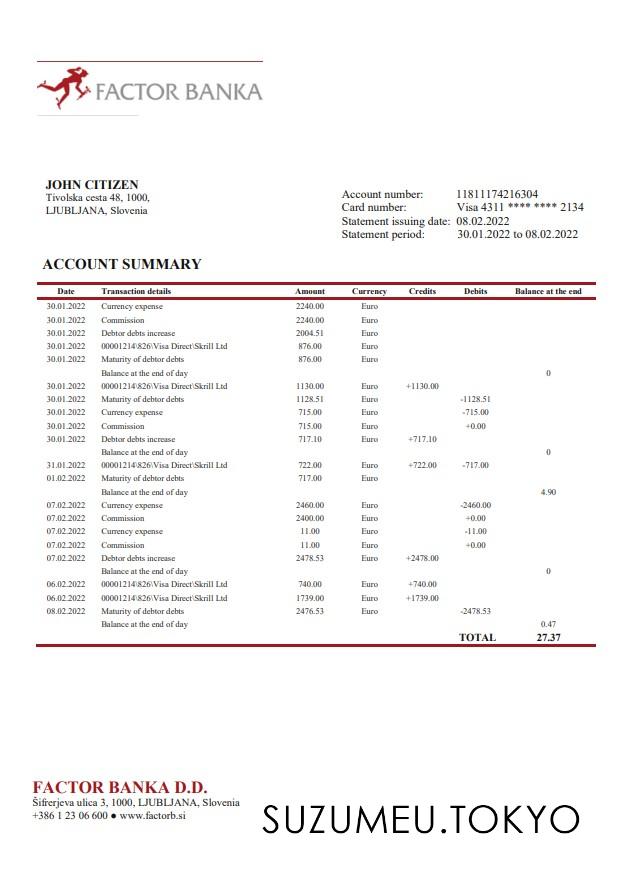 FACTOR BANKA
JOHN CITIZEN
Tivolska cesta 48, 1000,
LJUBLJANA, Slovenia
Account number: 11811174216304
Card number: Visa 4311 **** **** 2134
Statement issuing date: 08.02.2022
Statement period: 30.01.2022 to 08.02.2022
ACCOUNT SUMMARY
Date Transaction details Amount Currency Credits Debits Balance at the end
30.01.2022 Currency expense 2240.00 Euro
30.01.2022 Commission 2240.00 Euro
30.01.2022 Debtor debts increase 2004.51 Euro
30.01.2022 00001214\826\Visa Direct\Skrill Ltd 876.00 Euro
30.01.2022 Maturity of debtor debts 876.00 Euro
Balance at the end of day 0
30.01.2022 00001214\826\Visa Direct\Skrill Ltd 1130.00 Euro +1130.00
30.01.2022 Maturity of debtor debts 1128.51 Euro -1128.51
30.01.2022 Currency expense 715.00 Euro -715.00
30.01.2022 Commission 715.00 Euro +0.00
30.01.2022 Debtor debts increase 717.10 Euro +717.10
Balance at the end of day 0
31.01.2022 00001214\826\Visa Direct\Skrill Ltd 722.00 Euro +722.00 -717.00
01.02.2022 Maturity of debtor debts 717.00 Euro
Balance at the end of day 4.90
07.02.2022 Currency expense 2460.00 Euro -2460.00
07.02.2022 Commission 2400.00 Euro +0.00
07.02.2022 Currency expense 11.00 Euro -11.00
07.02.2022 Commission 11.00 Euro +0.00
07.02.2022 Debtor debts increase 2478.53 Euro +2478.00
Balance at the end of day 0
06.02.2022 00001214\826\Visa Direct\Skrill Ltd 740.00 Euro +740.00
06.02.2022 00001214\826\Visa Direct\Skrill Ltd 1739.00 Euro +1739.00
08.02.2022 Maturity of debtor debts 2476.53 Euro -2478.53
Balance at the end of day 0.47
TOTAL 27.37
FACTOR BANKA D.D.
Šifrerjeva ulica 3, 1000, LJUBLJANA, Slovenia
+386 1 23 06 600 ● www.factorb.si
SUZUMEU.TOKYO